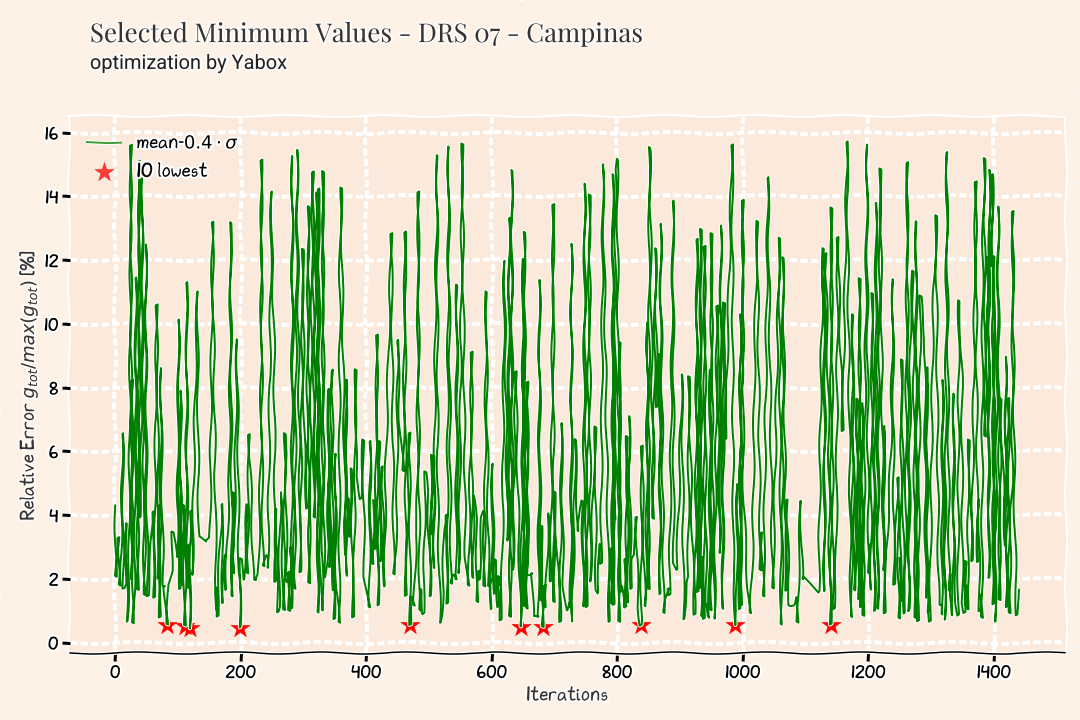 Selected Minimum Values - DRS 07 - Campinas
optimization by Yabox
mean-0.4 · σ
10 lowest
Relative Error g_tot/max(g_tot) [%]
16
14
12
10
8
6
4
2
0
0 200 400 600 800 1000 1200 1400
Iterations